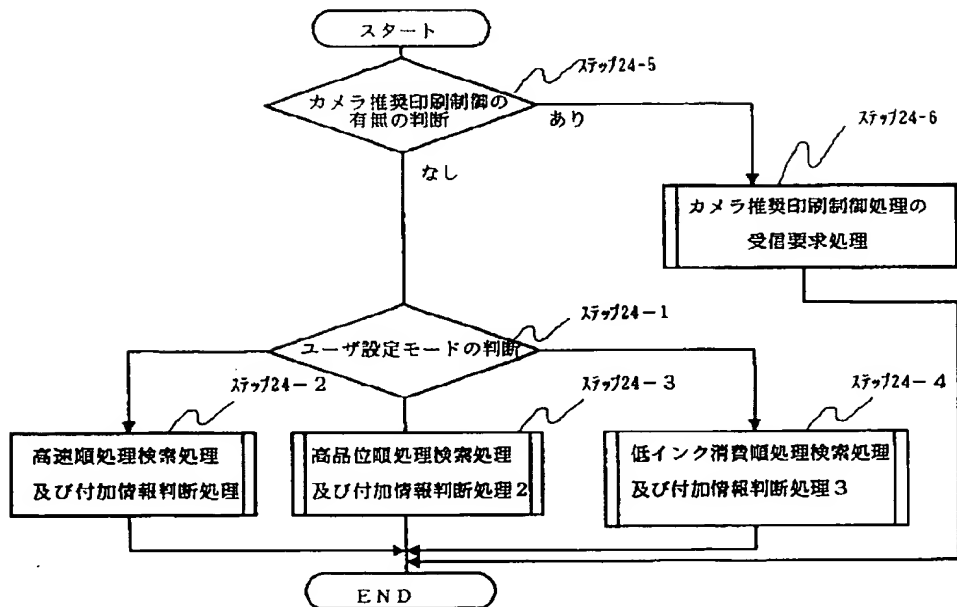 スタート
ステップ24-5
カメラ推奨印刷制御の
有無の判断
あり
なし
ステップ24-6
カメラ推奨印刷制御処理の
受信要求処理
ステップ24-1
ユーザ設定モードの判断
ステップ24-2
高速順処理検索処理
及び付加情報判断処理
ステップ24-3
高品位順処理検索処理
及び付加情報判断処理2
ステップ24-4
低インク消費順処理検索処理
及び付加情報判断処理3
END